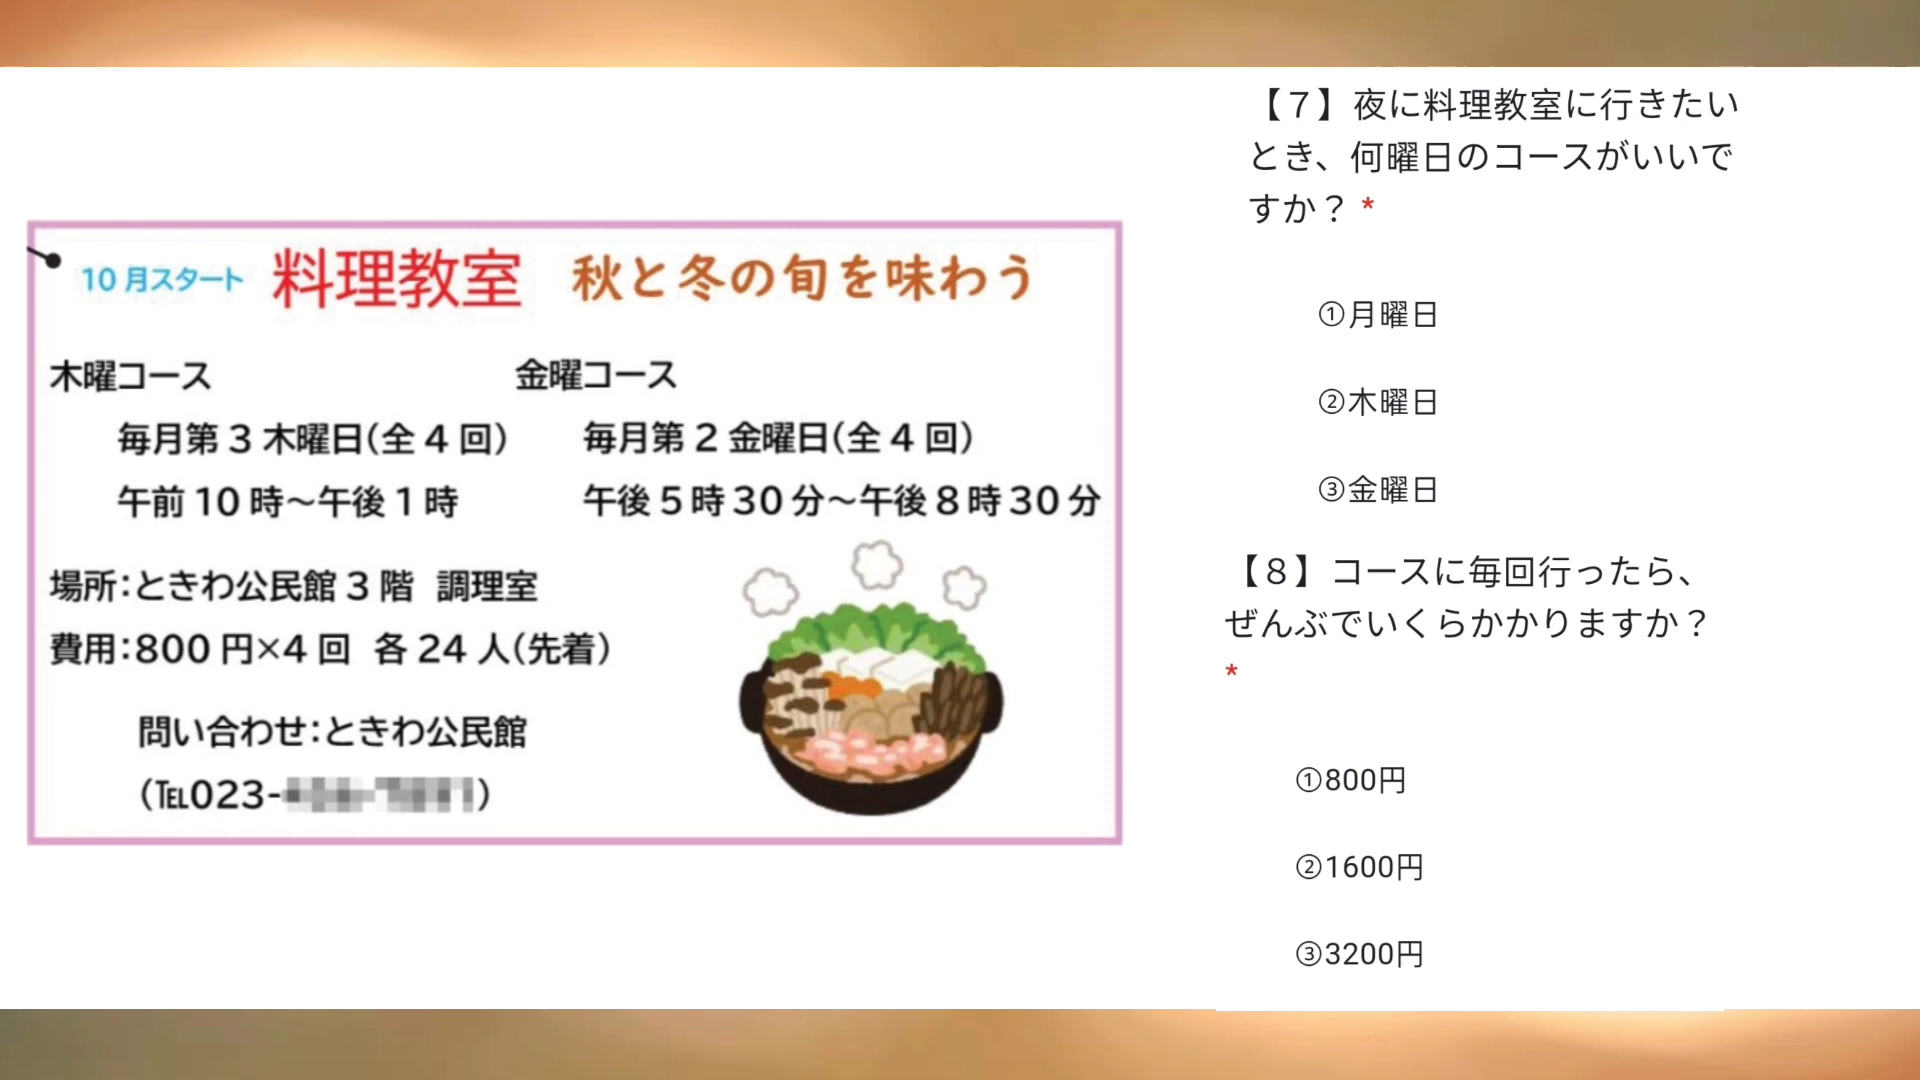 10月スタート 料理教室 秋と冬の旬を味わう
木曜コース
毎月第3木曜日(全4回)
午前10時～午後1時
金曜コース
毎月第2金曜日(全4回)
午後5時30分～午後8時30分
場所:ときわ公民館3階 調理室
費用:800円×4回 各24人(先着)
問い合わせ:ときわ公民館
(℡023-
【7】夜に料理教室に行きたい
とき、何曜日のコースがいいで
すか？ *
①月曜日
②木曜日
③金曜日
【8】コースに毎回行ったら、
ぜんぶでいくらかかりますか？
*
①800円
②1600円
③3200円